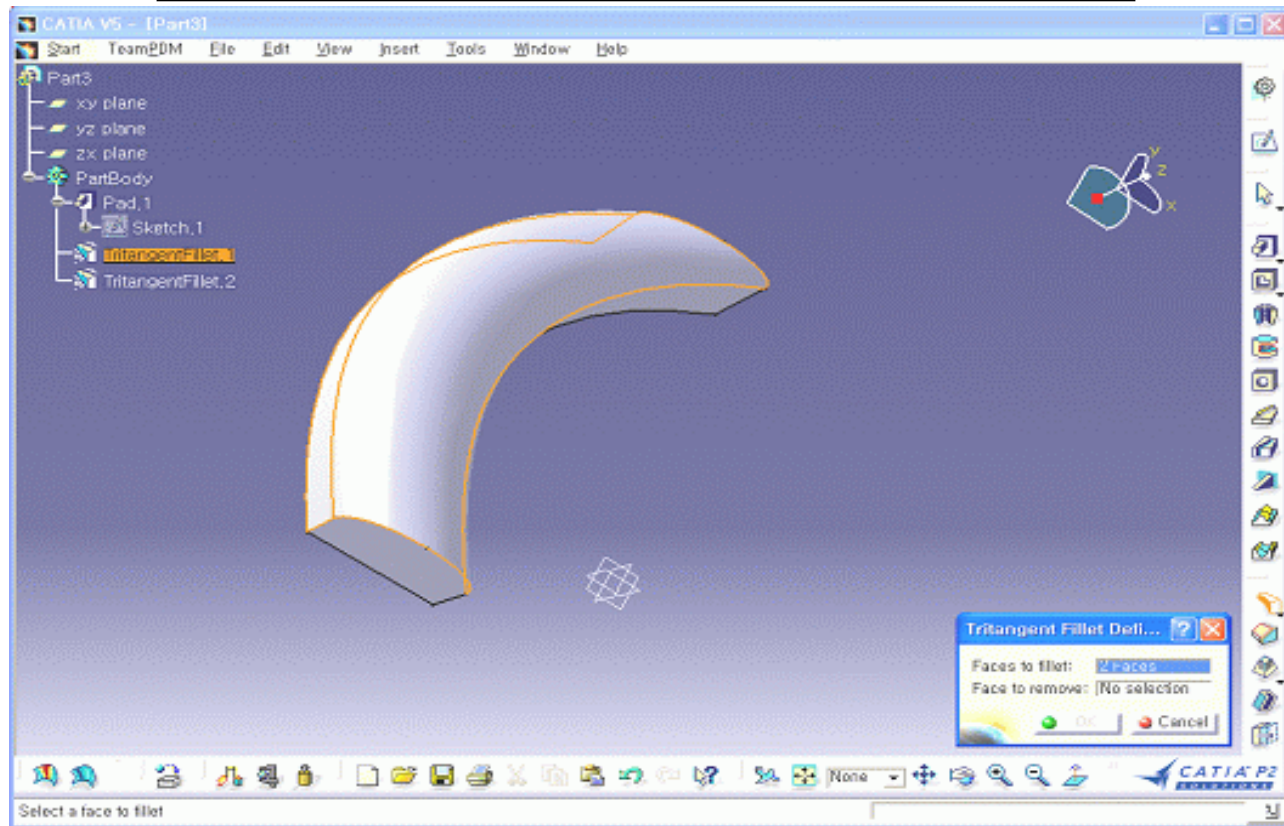 CATIA V5 - [Part3]
Start TeamPDM File Edit View Insert Tools Window Help
Part3
xy plane
yz plane
zx plane
PartBody
Pad.1
Sketch.1
TritangentFillet.1
TritangentFillet.2
y
z
x
Tritangent Fillet Defi...
Faces to fillet: 2 Faces
Face to remove: No selection
OK Cancel
None
CATIA P2
SOLUTIONS
Select a face to fillet